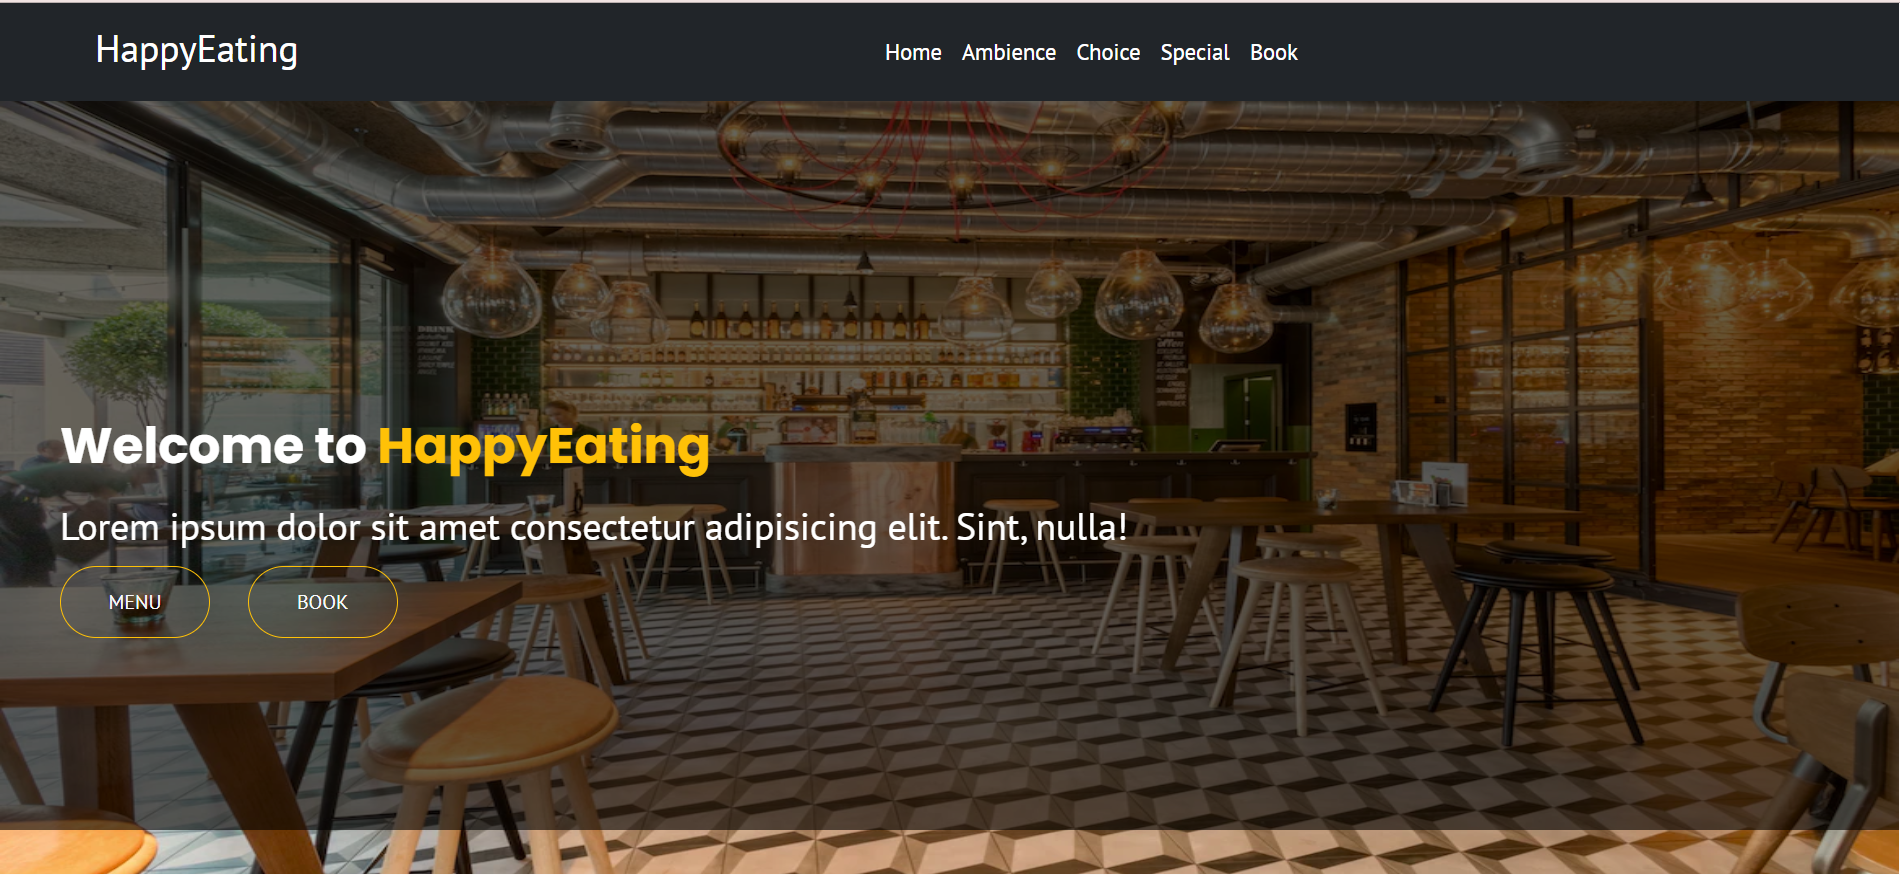 HappyEating
Home Ambience Choice Special Book
Welcome to HappyEating
Lorem ipsum dolor sit amet consectetur adipisicing elit. Sint, nulla!
MENU BOOK